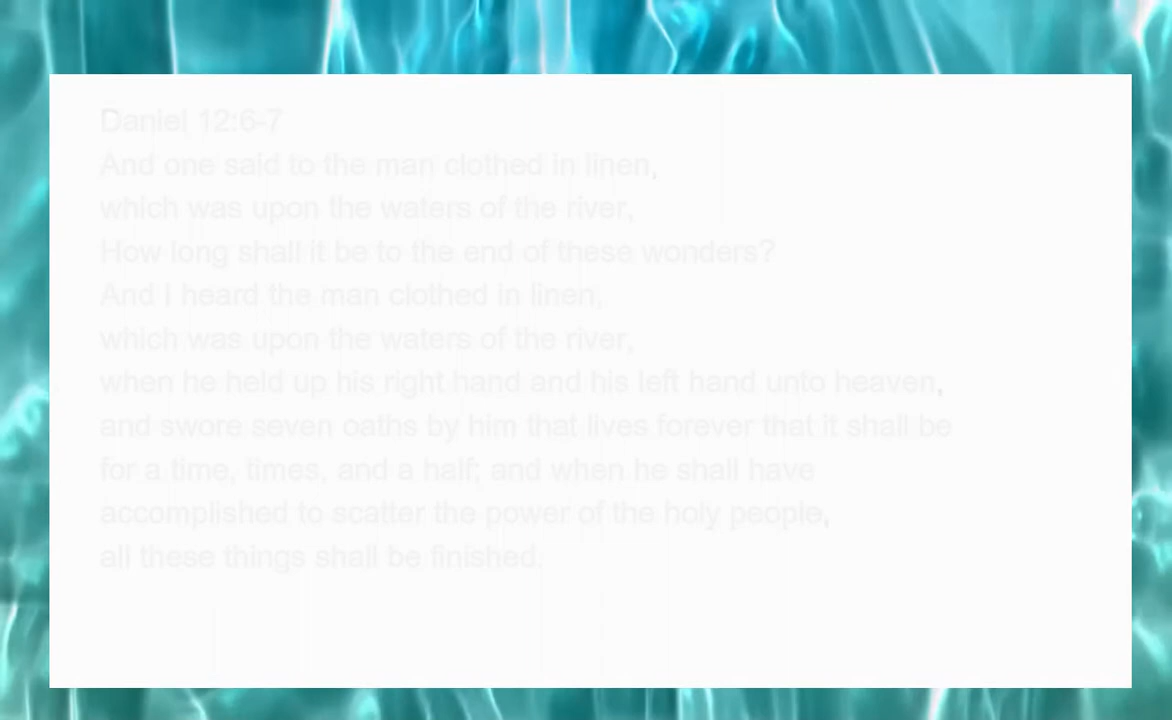 Daniel 12:6-7
And one said to the man clothed in linen,
which was upon the waters of the river,
How long shall it be to the end of these wonders?
And I heard the man clothed in linen,
which was upon the waters of the river,
when he held up his right hand and his left hand unto heaven,
and swore seven oaths by him that lives forever that it shall be
for a time, times, and a half; and when he shall have
accomplished to scatter the power of the holy people,
all these things shall be finished.